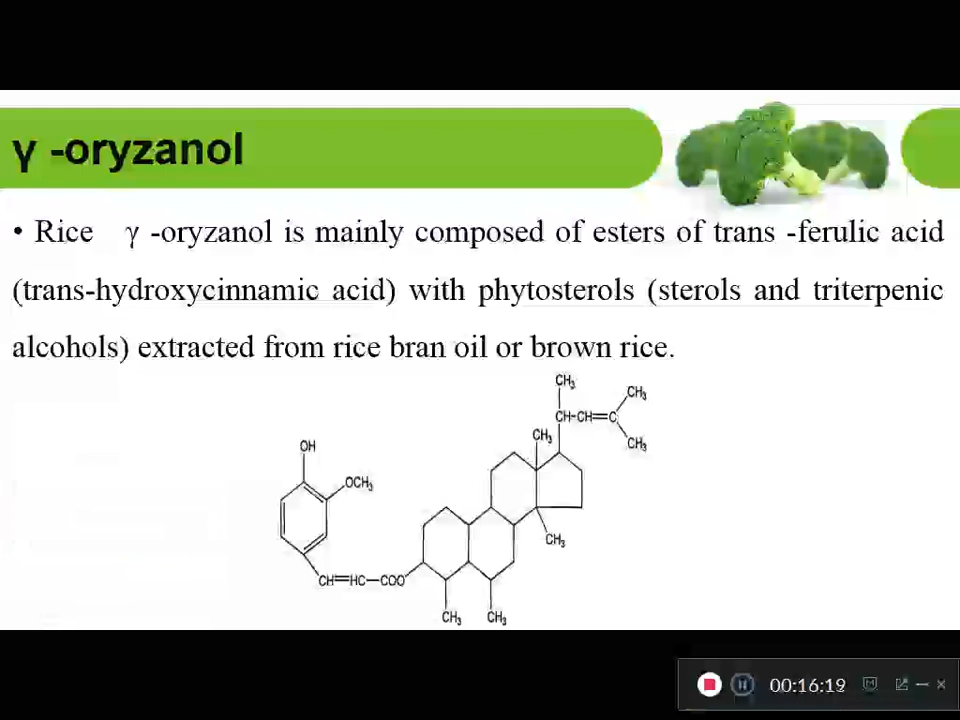 γ -oryzanol
• Rice γ -oryzanol is mainly composed of esters of trans -ferulic acid
(trans-hydroxycinnamic acid) with phytosterols (sterols and triterpenic
alcohols) extracted from rice bran oil or brown rice.
CH₃
CH-CH=C
CH₃
CH₃
CH₃
OH
OCH₃
CH₃
CH=HC-COO
CH₃
CH₃
00:16:19